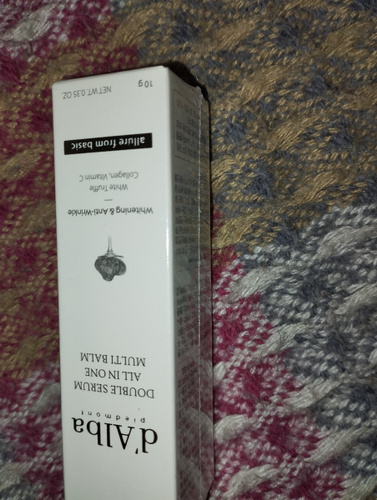 d'Alba
piedmont
DOUBLE SERUM
ALL IN ONE
MULTI BALM
Whitening & Anti-Wrinkle
White Truffle
Collagen, Vitamin C
allure from basic
10 g NET WT. 0.35 OZ.